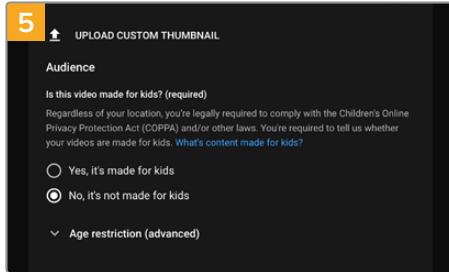 5
UPLOAD CUSTOM THUMBNAIL
Audience
Is this video made for kids? (required)
Regardless of your location, you're legally required to comply with the Children's Online
Privacy Protection Act (COPPA) and/or other laws. You're required to tell us whether
your videos are made for kids. What's content made for kids?
Yes, it's made for kids
No, it's not made for kids
Age restriction (advanced)